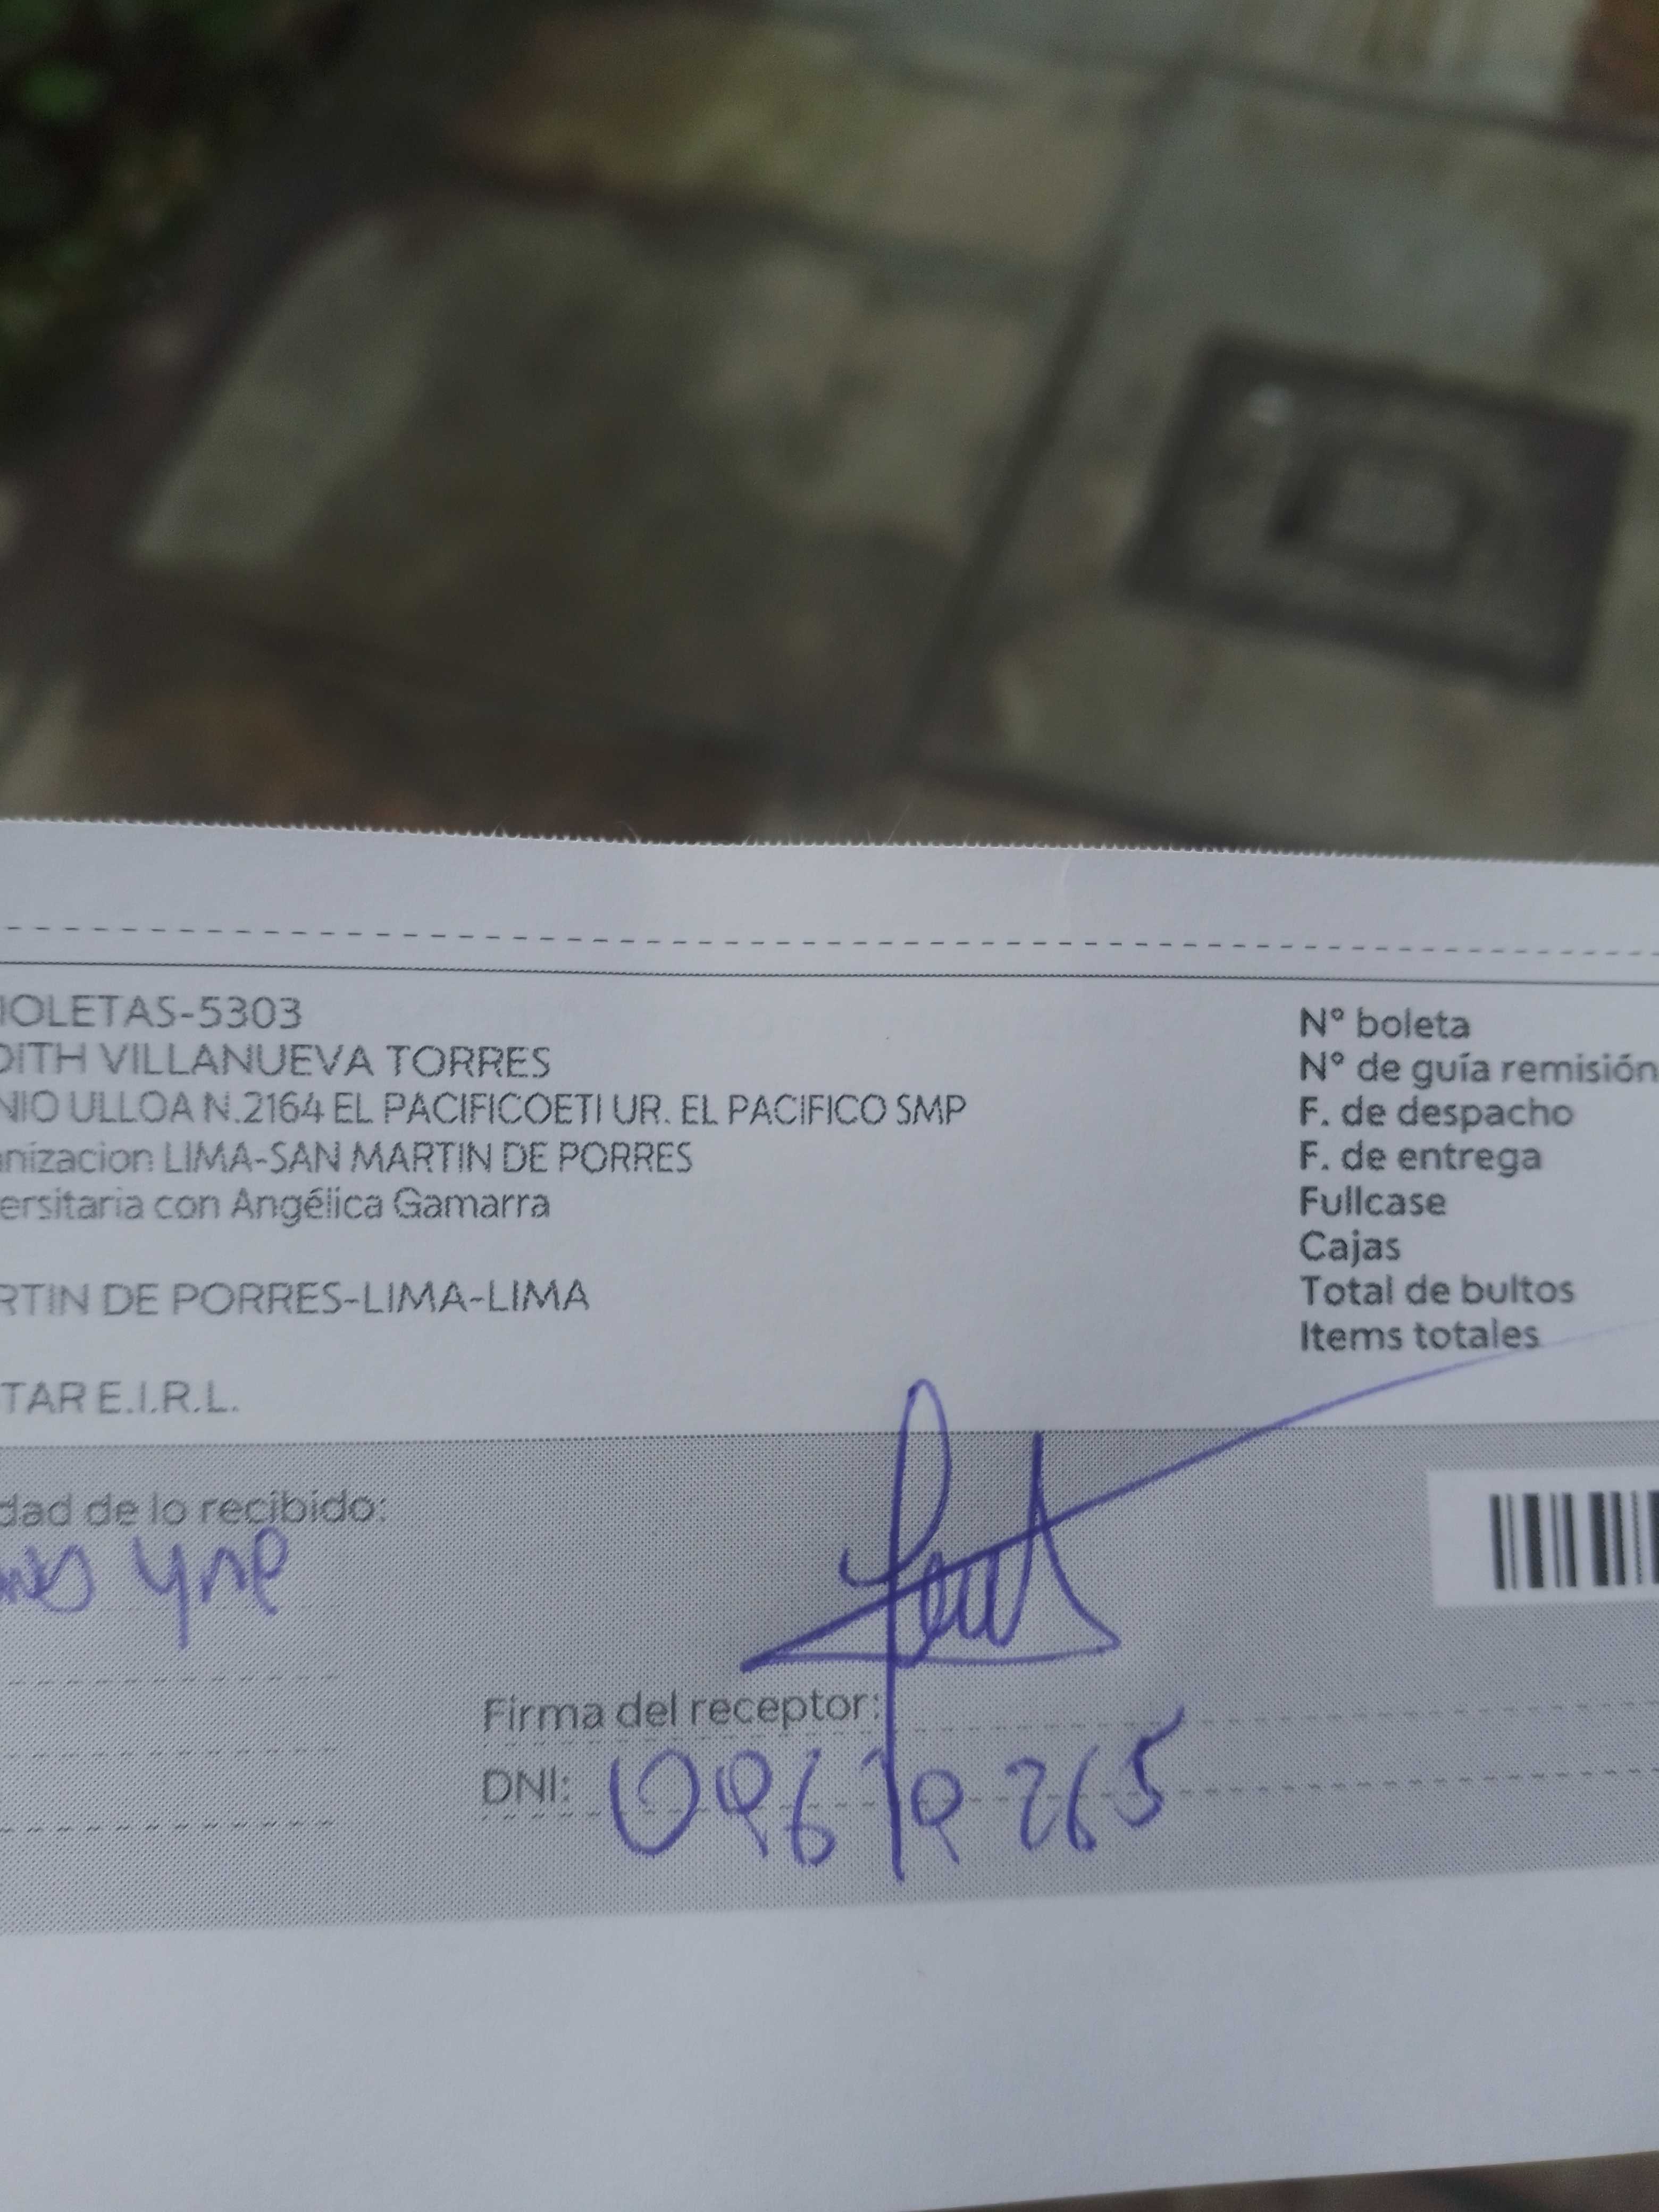 IOLETAS-5303
DITH VILLANUEVA TORRES
NIO ULLOA N.2164 EL PACIFICOETI UR. EL PACIFICO SMP
nizacion LIMA-SAN MARTIN DE PORRES
ersitaria con Angélica Gamarra
RTIN DE PORRES-LIMA-LIMA
TAR E.I.R.L.
N° boleta
N° de guía remisión
F. de despacho
F. de entrega
Fullcase
Cajas
Total de bultos
Items totales
dad de lo recibido:
Firma del receptor:
DNI: